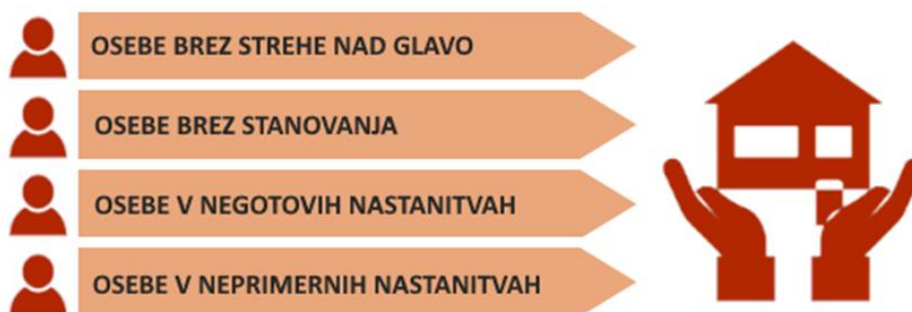 OSEBE BREZ STREHE NAD GLAVO
OSEBE BREZ STANOVANJA
OSEBE V NEGOTOVIH NASTANITVAH
OSEBE V NEPRIMERNIH NASTANITVAH